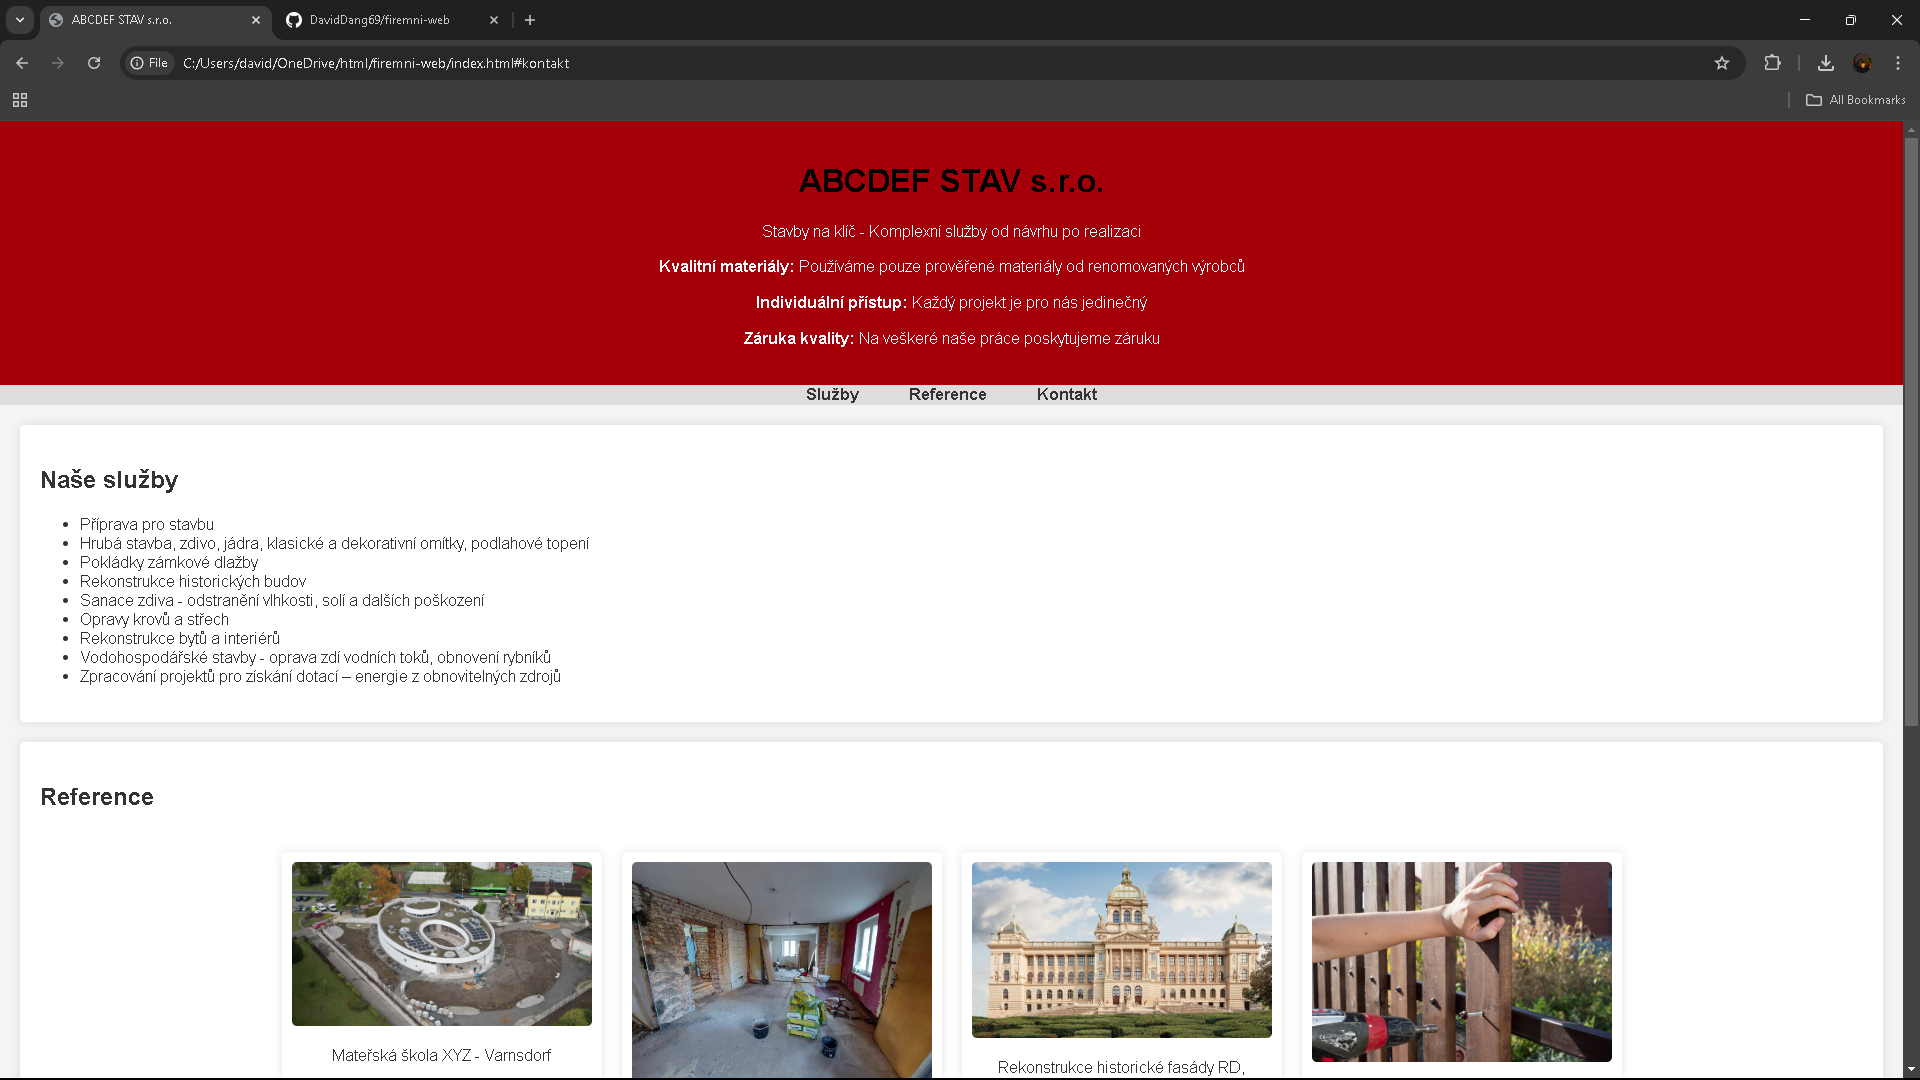 ABCDEF STAV s.r.o.
DavidDang69/firemni-web
File
C:/Users/david/OneDrive/html/firemni-web/index.html#kontakt
All Bookmarks
ABCDEF STAV s.r.o.
Stavby na klíč - Komplexní služby od návrhu po realizaci
Kvalitní materiály: Používáme pouze prověřené materiály od renomovaných výrobců
Individuální přístup: Každý projekt je pro nás jedinečný
Záruka kvality: Na veškeré naše práce poskytujeme záruku
Služby Reference Kontakt
Naše služby
• Příprava pro stavbu
• Hrubá stavba, zdivo, jádra, klasické a dekorativní omítky, podlahové topení
• Pokládky zámkové dlažby
• Rekonstrukce historických budov
• Sanace zdiva - odstranění vlhkosti, solí a dalších poškození
• Opravy krovů a střech
• Rekonstrukce bytů a interiérů
• Vodohospodářské stavby - oprava zdí vodních toků, obnovení rybníků
• Zpracování projektů pro získání dotací – energie z obnovitelných zdrojů
Reference
Mateřská škola XYZ - Varnsdorf
Rekonstrukce historické fasády RD,